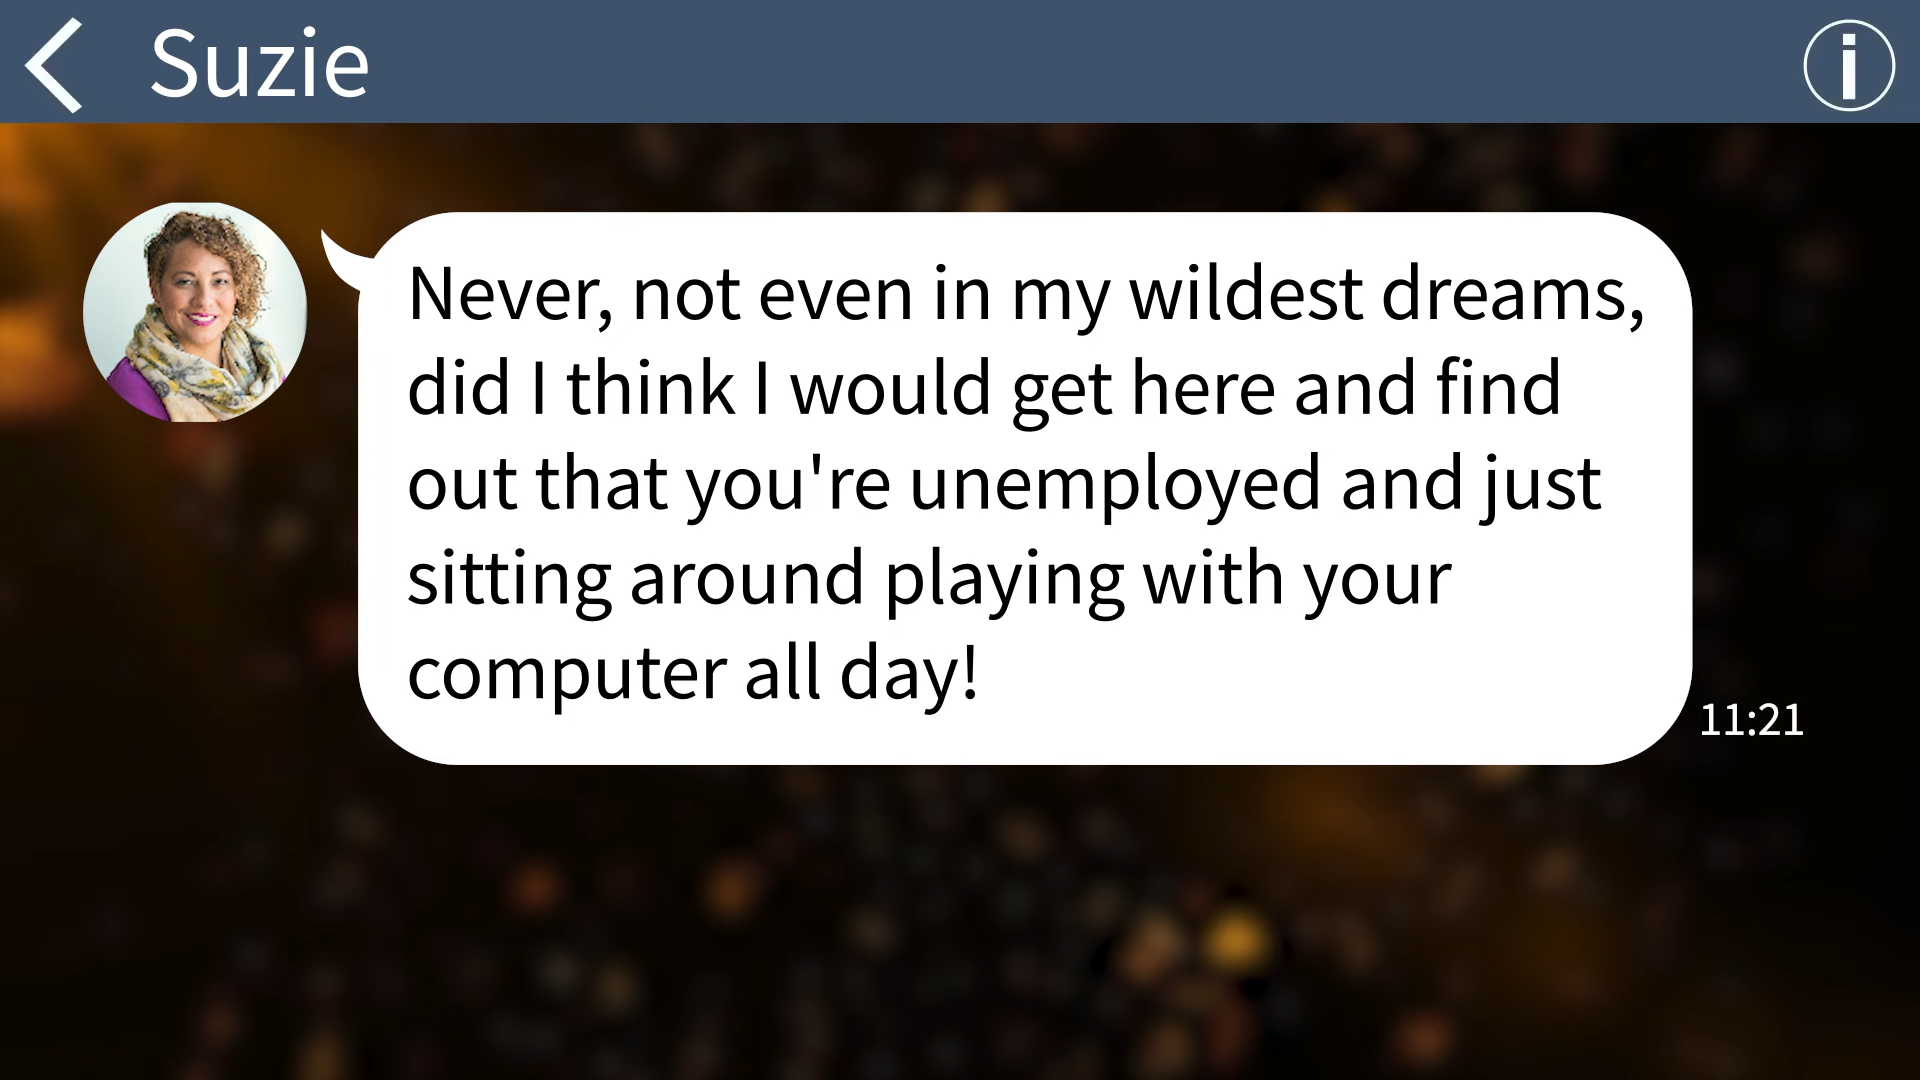 Suzie
Never, not even in my wildest dreams,
did I think I would get here and find
out that you're unemployed and just
sitting around playing with your
computer all day!
11:21